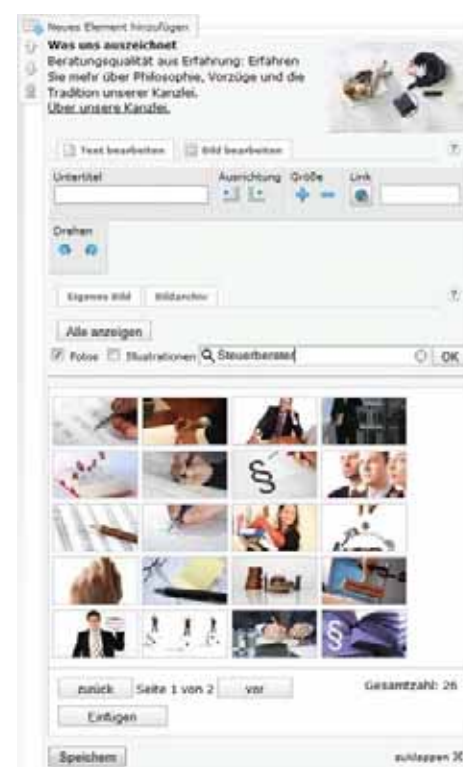 Neues Element hinzufügen
Was uns auszeichnet
Beratungsqualität aus Erfahrung: Erfahren
Sie mehr über Philosophie, Vorzüge und die
Tradition unserer Kanzlei.
Über unsere Kanzlei.
Text bearbeiten Bild bearbeiten ?
Untertitel Ausrichtung Größe Link
Drehen
Eigenes Bild Bildarchiv ?
Alle anzeigen
Fotos Illustrationen Steuerberater OK
zurück Seite 1 von 2 vor Gesamtzahl: 26
Einfügen
Speichern zuklappen